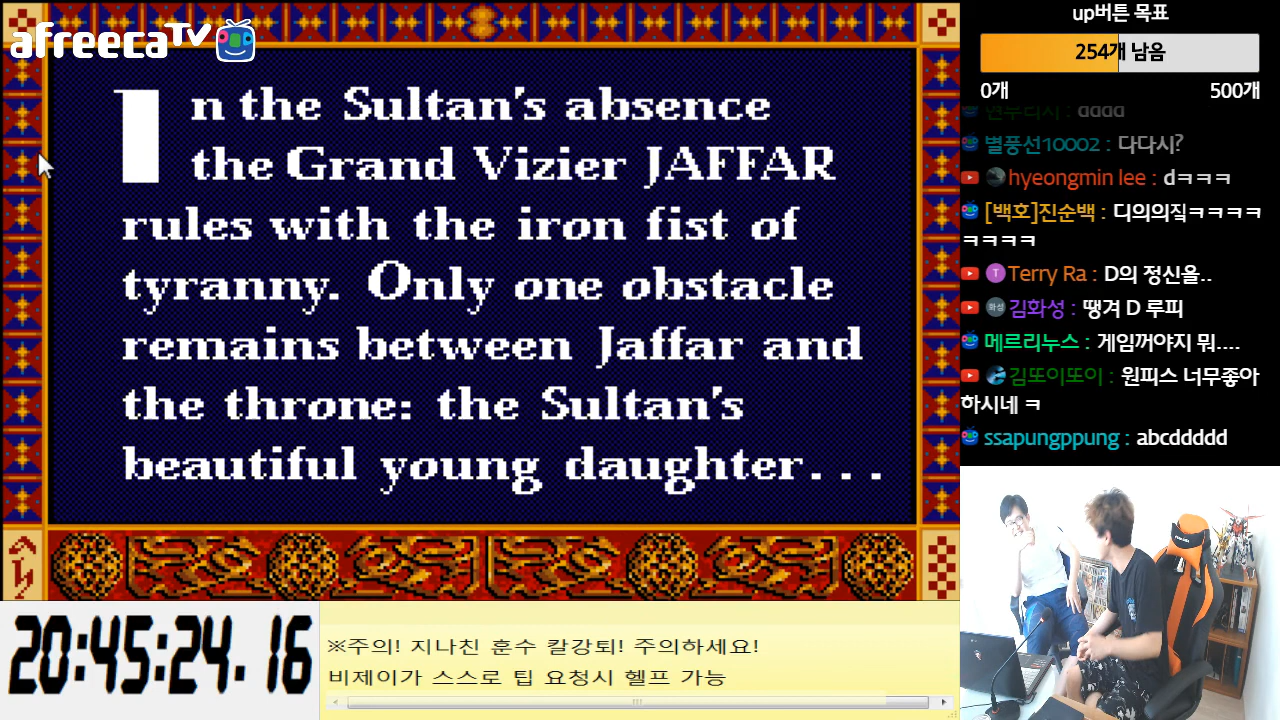 afreecaTV
In the Sultan's absence
the Grand Vizier JAFFAR
rules with the iron fist of
tyranny. Only one obstacle
remains between Jaffar and
the throne: the Sultan's
beautiful young daughter...
20:45:24.16
※주의! 지나친 훈수 칼강퇴! 주의하세요!
비제이가 스스로 팁 요청시 헬프 가능
up버튼 목표
254개 남음
0개 500개
dddd
별풍선10002 : 다다시?
hyeongmin lee : dㅋㅋㅋ
[백호]진순백 : 디의의짘ㅋㅋㅋㅋ
ㅋㅋㅋㅋ
T Terry Ra : D의 정신을..
화성 김화성 : 땡겨 D 루피
메르리누스 : 게임꺼야지 뭐....
김또이또이 : 원피스 너무좋아
하시네 ㅋ
ssapungppung : abcddddd